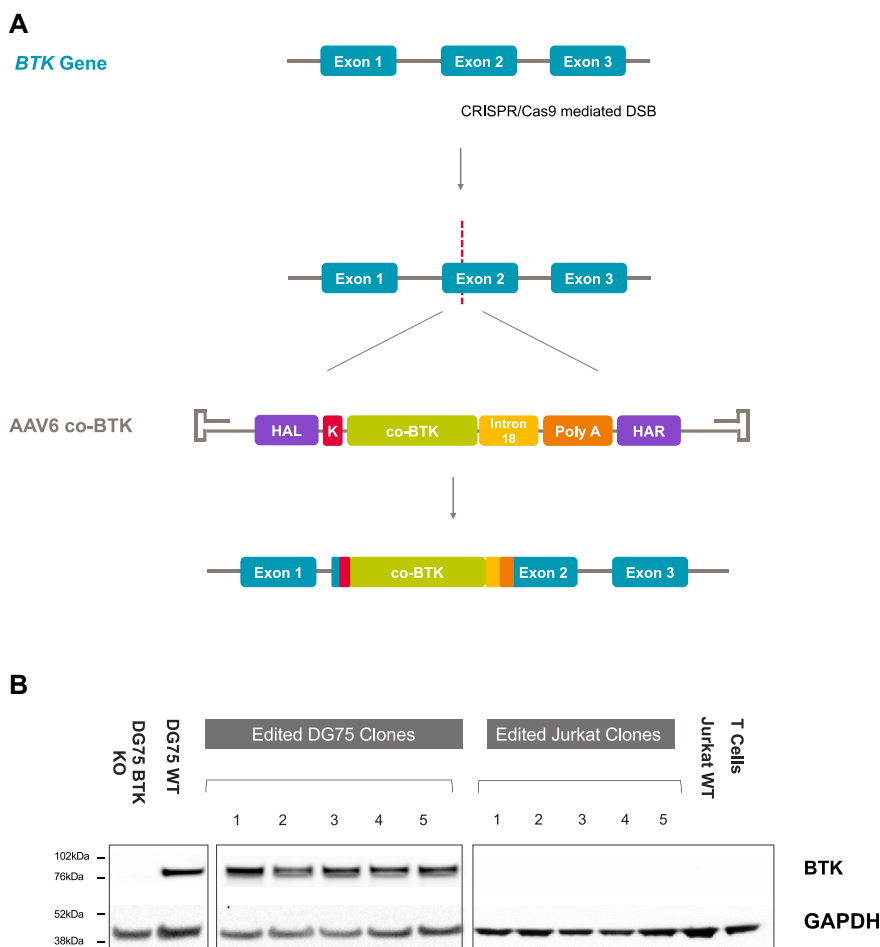 A
BTK Gene
Exon 1 Exon 2 Exon 3
CRISPR/Cas9 mediated DSB
Exon 1 Exon 2 Exon 3
AAV6 co-BTK
HAL K co-BTK Intron 18 Poly A HAR
Exon 1 co-BTK Exon 2 Exon 3
B
DG75 BTK KO
DG75 WT
Edited DG75 Clones
Edited Jurkat Clones
Jurkat WT
T Cells
1 2 3 4 5 1 2 3 4 5
102kDa
76kDa
BTK
52kDa
38kDa
GAPDH